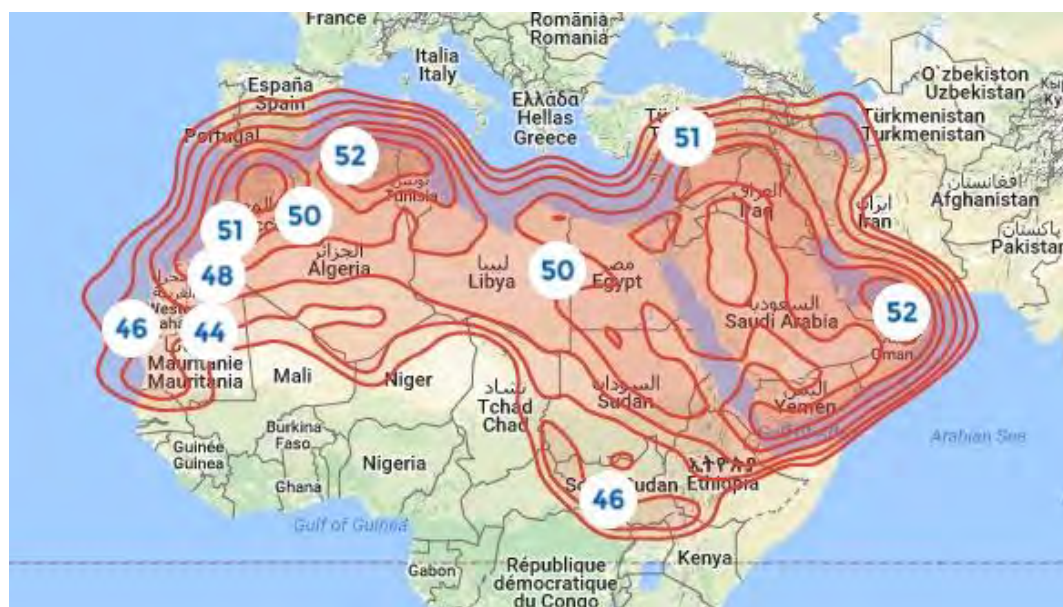 France
România
Romania
Italia
Italy
España
Spain
Portugal
Ελλάδα
Hellas
Greece
O`zbekiston
Uzbekistan
Türkmenistan
Turkmenistan
52
51
تونس
Tunisia
العراق
Iran
ایران
Iran
افغانستان
Afghanistan
پاکستان
Pakistan
51
50
الجزائر
Algeria
ليبيا
Libya
50
مصر
Egypt
السعودية
Saudi Arabia
52
Oman
48
46
44
Mauritanie
Mauritania
Mali
Niger
تشاد
Tchad
Chad
السودان
Sudan
اليمن
Yemen
Arabian Sea
Burkina
Faso
Guinée
Guinea
Ghana
Nigeria
46
Sudan
ኢትዮጵያ
Ethiopia
Gulf of Guinea
Gabon
République
démocratique
du Congo
Kenya